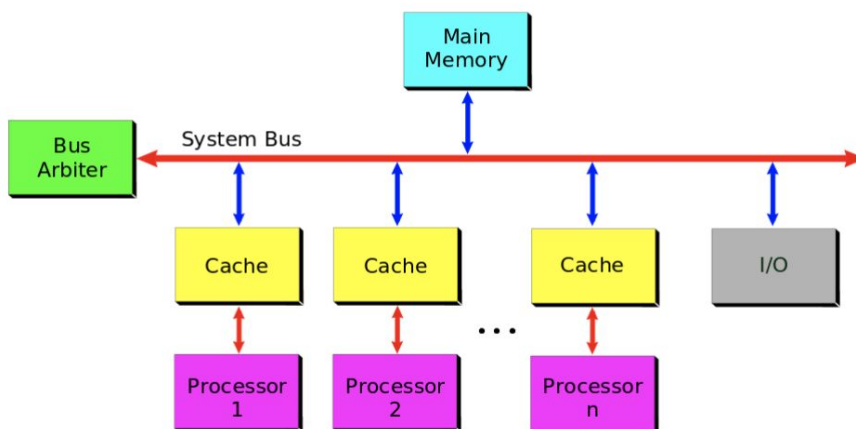 Main
Memory
System Bus
Bus
Arbiter
Cache
Cache
Cache
I/O
...
Processor
1
Processor
2
Processor
n